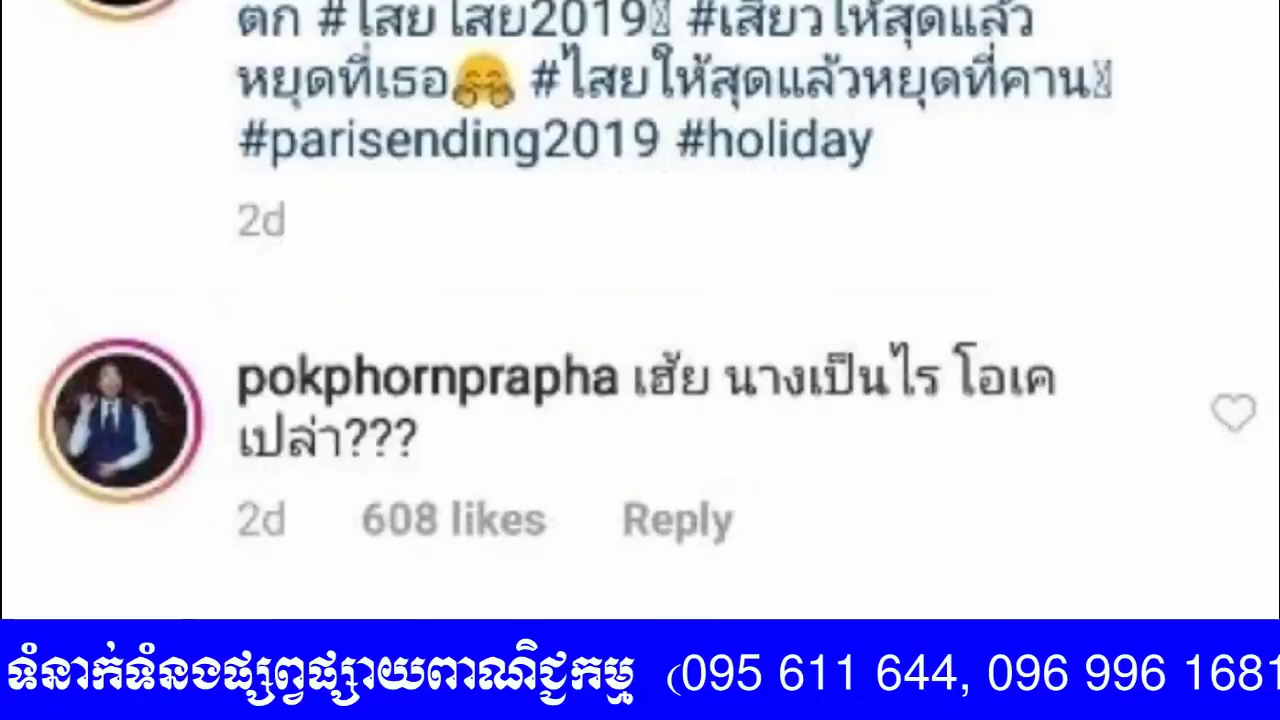 ตก #ไสยไสย2019 #เสียวให้สุดแล้ว
หยุดที่เธอ🤗 #ไสยให้สุดแล้วหยุดที่คาน
#parisending2019 #holiday
2d
pokphornprapha เฮ้ย นางเป็นไร โอเค
เปล่า???
2d 608 likes Reply
ទំនាក់ទំនងផ្សព្វផ្សាយពាណិជ្ជកម្ម (095 611 644, 096 996 1681